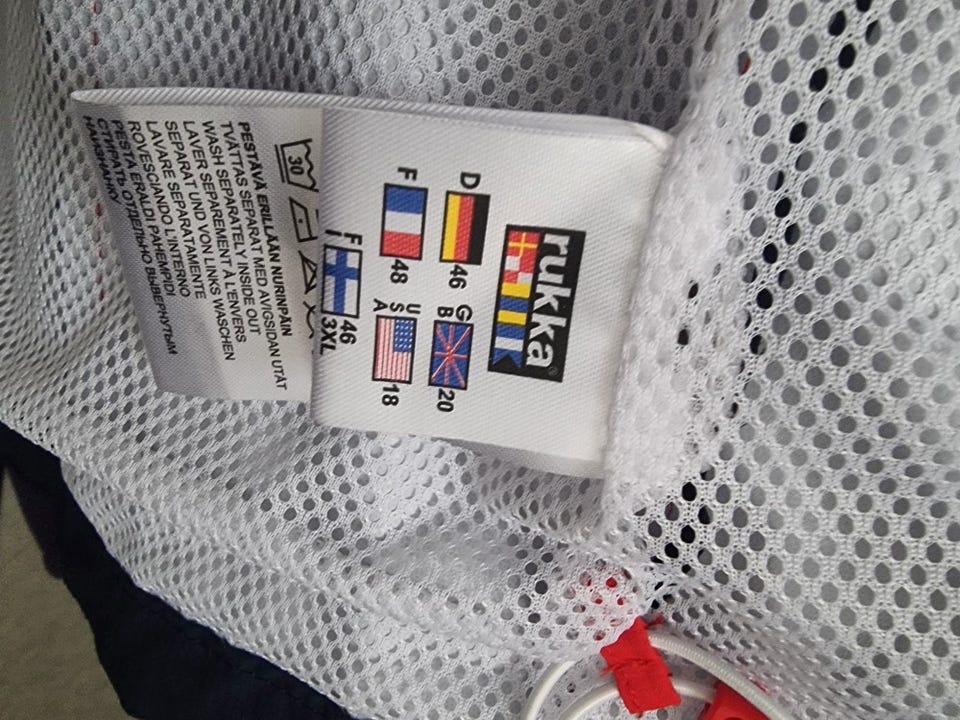 rukka®
D 46
GB 20
F 48
USA 18
FI 46
3XL
30
PESTÄVÄ ERILLÄÄN NURINPÄIN
TVÄTTAS SEPARAT MED AVIGSIDAN UTÅT
WASH SEPARATELY INSIDE OUT
LAVER SEPAREMENT À L'ENVERS
SEPARAT UND VON LINKS WASCHEN
LAVARE SEPARATAMENTE
ROVESCIANDO L'INTERNO
PESTA ERALDI PAHEMPIDI
СТИРАТЬ ОТДЕЛЬНО ВЫВЕРНУТЫМ
НАИЗНАНКУ